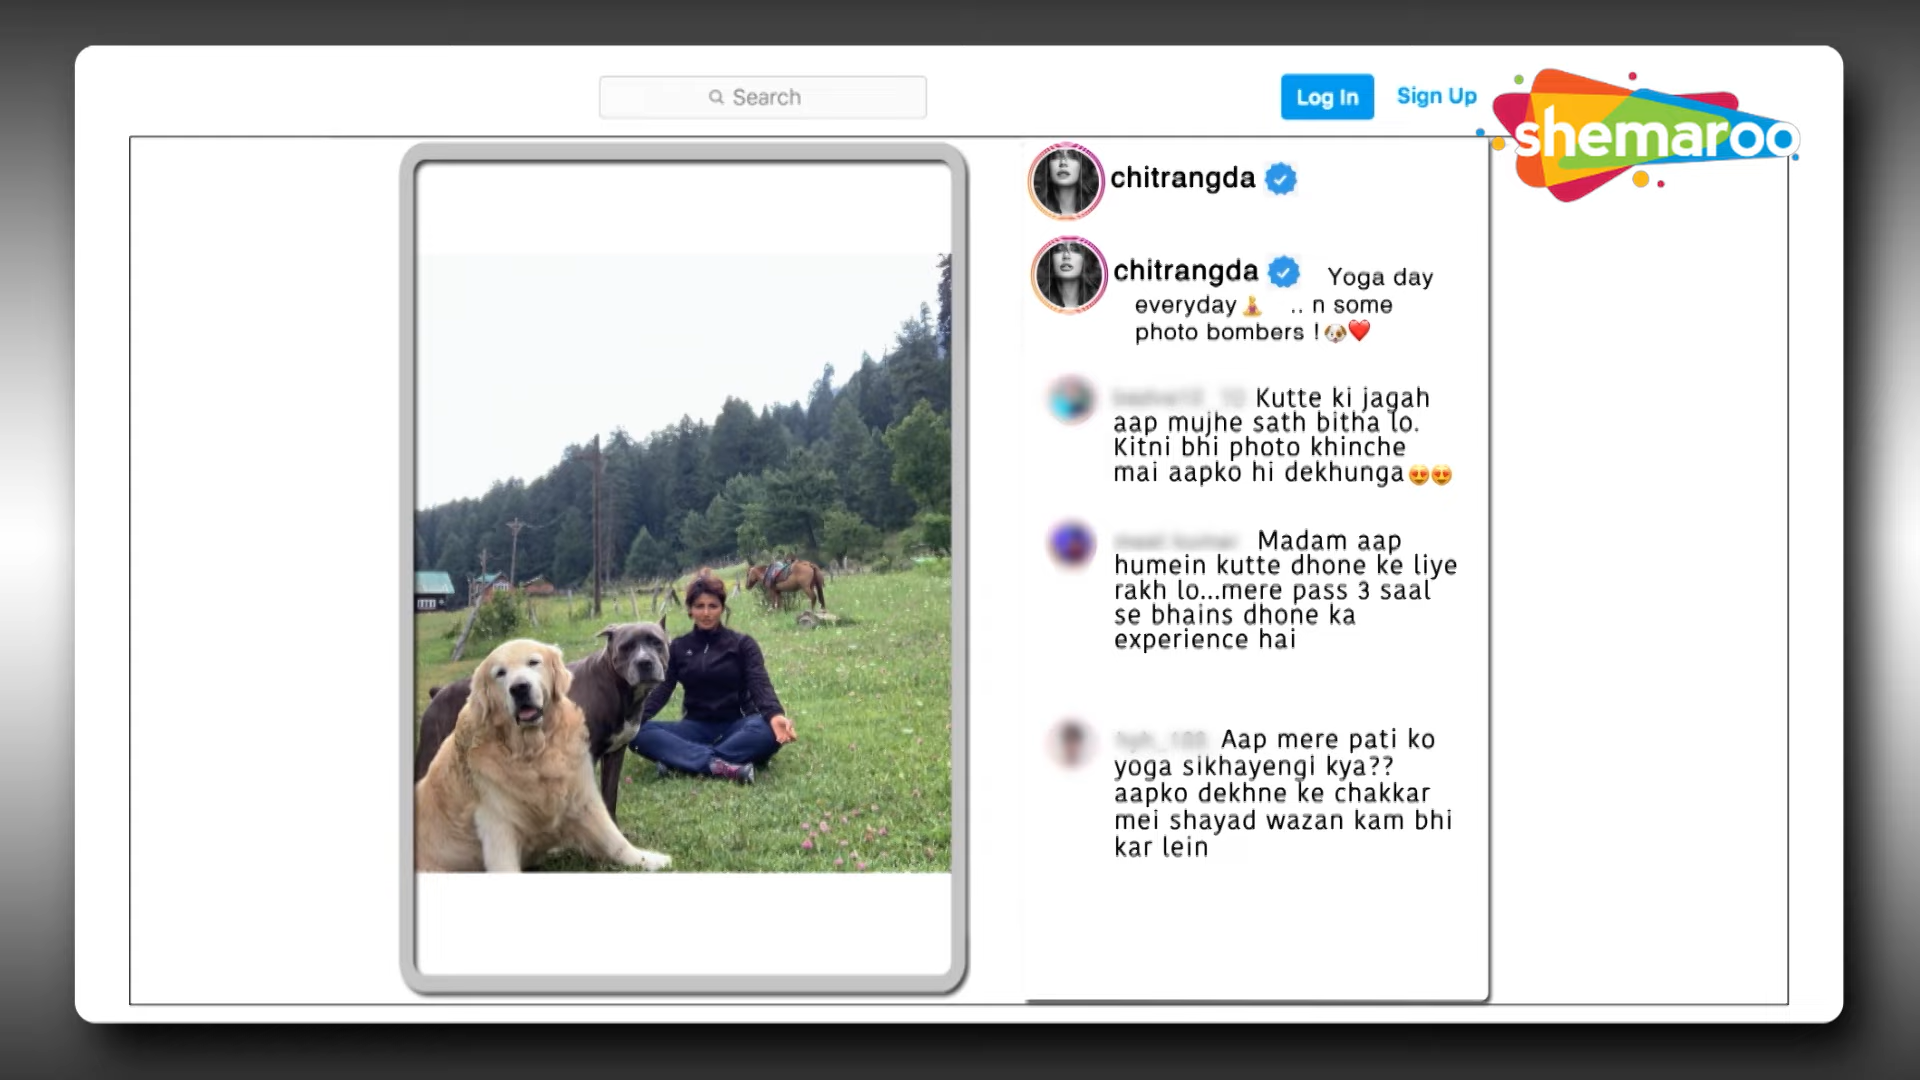 Search
Log In
Sign Up
shemaroo
chitrangda
chitrangda Yoga day
everyday .. n some
photo bombers !
Kutte ki jagah
aap mujhe sath bitha lo.
Kitni bhi photo khinche
mai aapko hi dekhunga
Madam aap
humein kutte dhone ke liye
rakh lo...mere pass 3 saal
se bhains dhone ka
experience hai
Aap mere pati ko
yoga sikhayengi kya??
aapko dekhne ke chakkar
mei shayad wazan kam bhi
kar lein